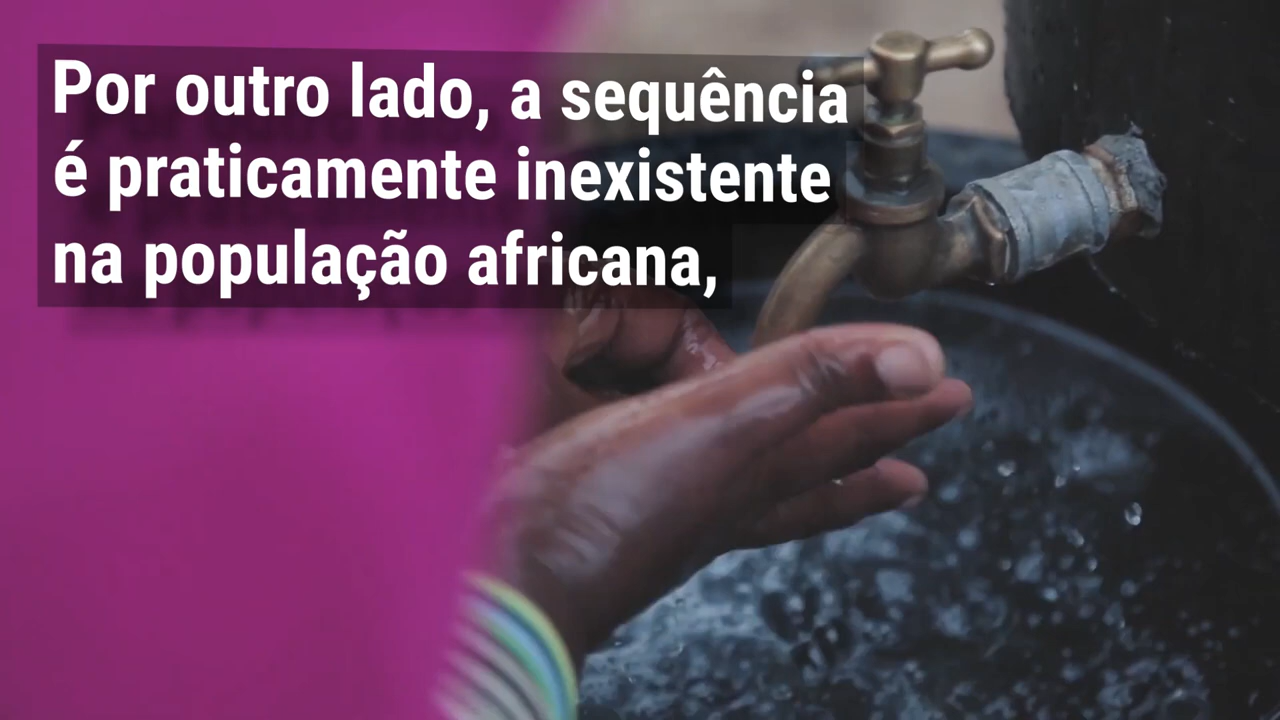 Por outro lado, a sequência
é praticamente inexistente
na população africana,